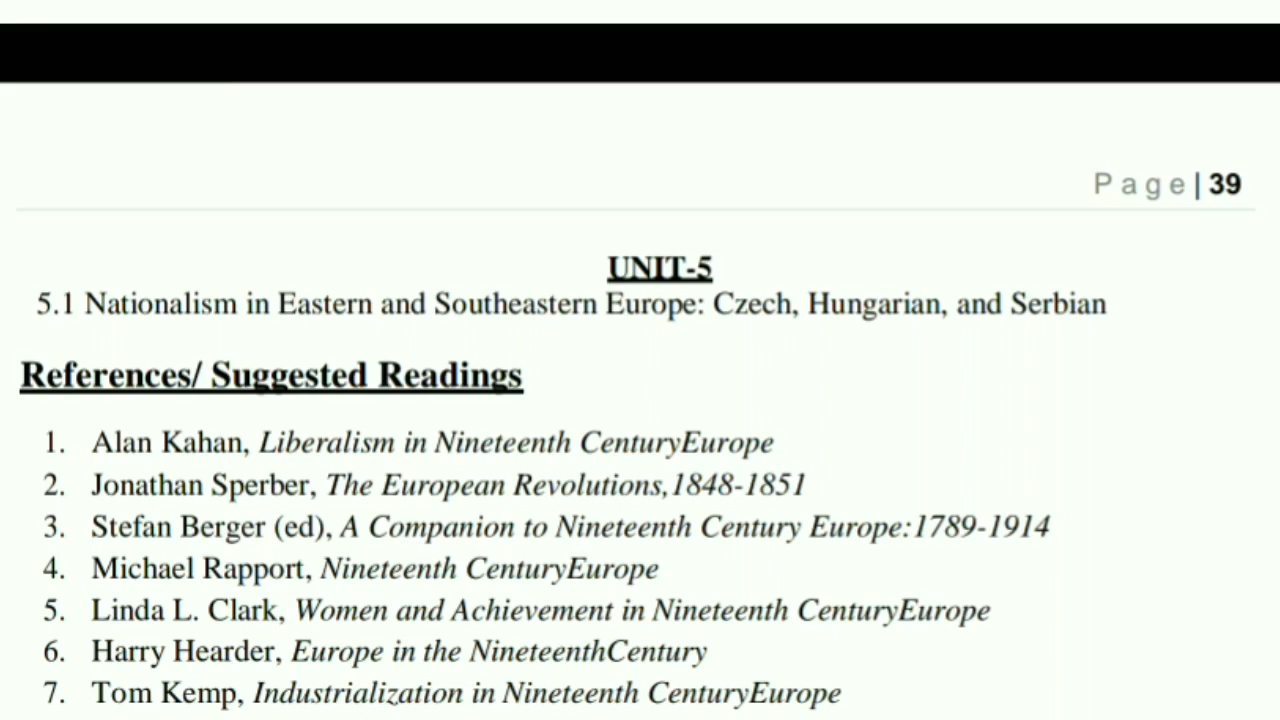 Page| 39
UNIT-5
5.1 Nationalism in Eastern and Southeastern Europe: Czech, Hungarian, and Serbian
References/ Suggested Readings
1. Alan Kahan, Liberalism in Nineteenth CenturyEurope
2. Jonathan Sperber, The European Revolutions,1848-1851
3. Stefan Berger (ed), A Companion to Nineteenth Century Europe:1789-1914
4. Michael Rapport, Nineteenth CenturyEurope
5. Linda L. Clark, Women and Achievement in Nineteenth CenturyEurope
6. Harry Hearder, Europe in the NineteenthCentury
7. Tom Kemp, Industrialization in Nineteenth CenturyEurope